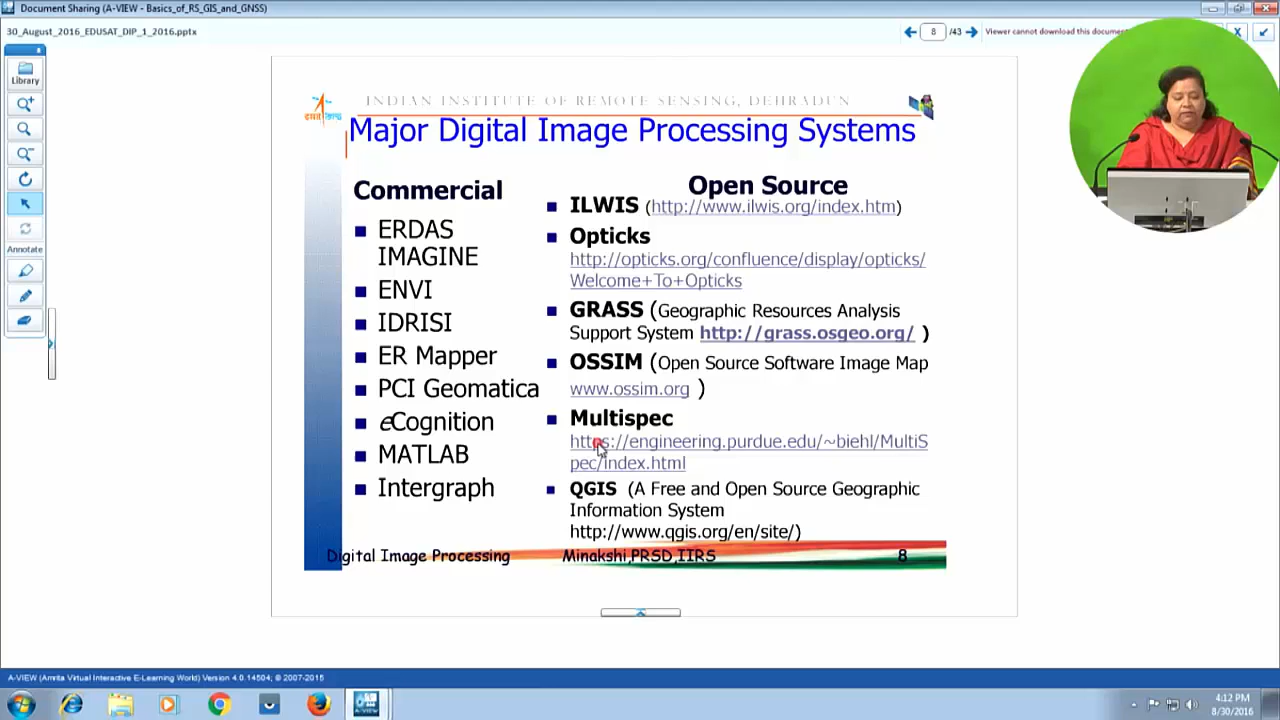 Document Sharing (A-VIEW - Basics_of_RS_GIS_and_GNSS)
30_August_2016_EDUSAT_DIP_1_2016.pptx
8 /43
Viewer cannot download this docume
Library
Annotate
INDIAN INSTITUTE OF REMOTE SENSING, DEHRADUN
Major Digital Image Processing Systems
Commercial
ERDAS
IMAGINE
ENVI
IDRISI
ER Mapper
PCI Geomatica
eCognition
MATLAB
Intergraph
Open Source
ILWIS (http://www.ilwis.org/index.htm)
Opticks
http://opticks.org/confluence/display/opticks/
Welcome+To+Opticks
GRASS (Geographic Resources Analysis
Support System http://grass.osgeo.org/ )
OSSIM (Open Source Software Image Map
www.ossim.org )
Multispec
https://engineering.purdue.edu/~biehl/MultiS
pec/index.html
QGIS (A Free and Open Source Geographic
Information System
http://www.qgis.org/en/site/)
Digital Image Processing Minakshi,PRSD,IIRS 8
A-VIEW (Amrita Virtual Interactive E-Learning World) Version 4.0.14504; © 2007-2015
4:12 PM
8/30/2016